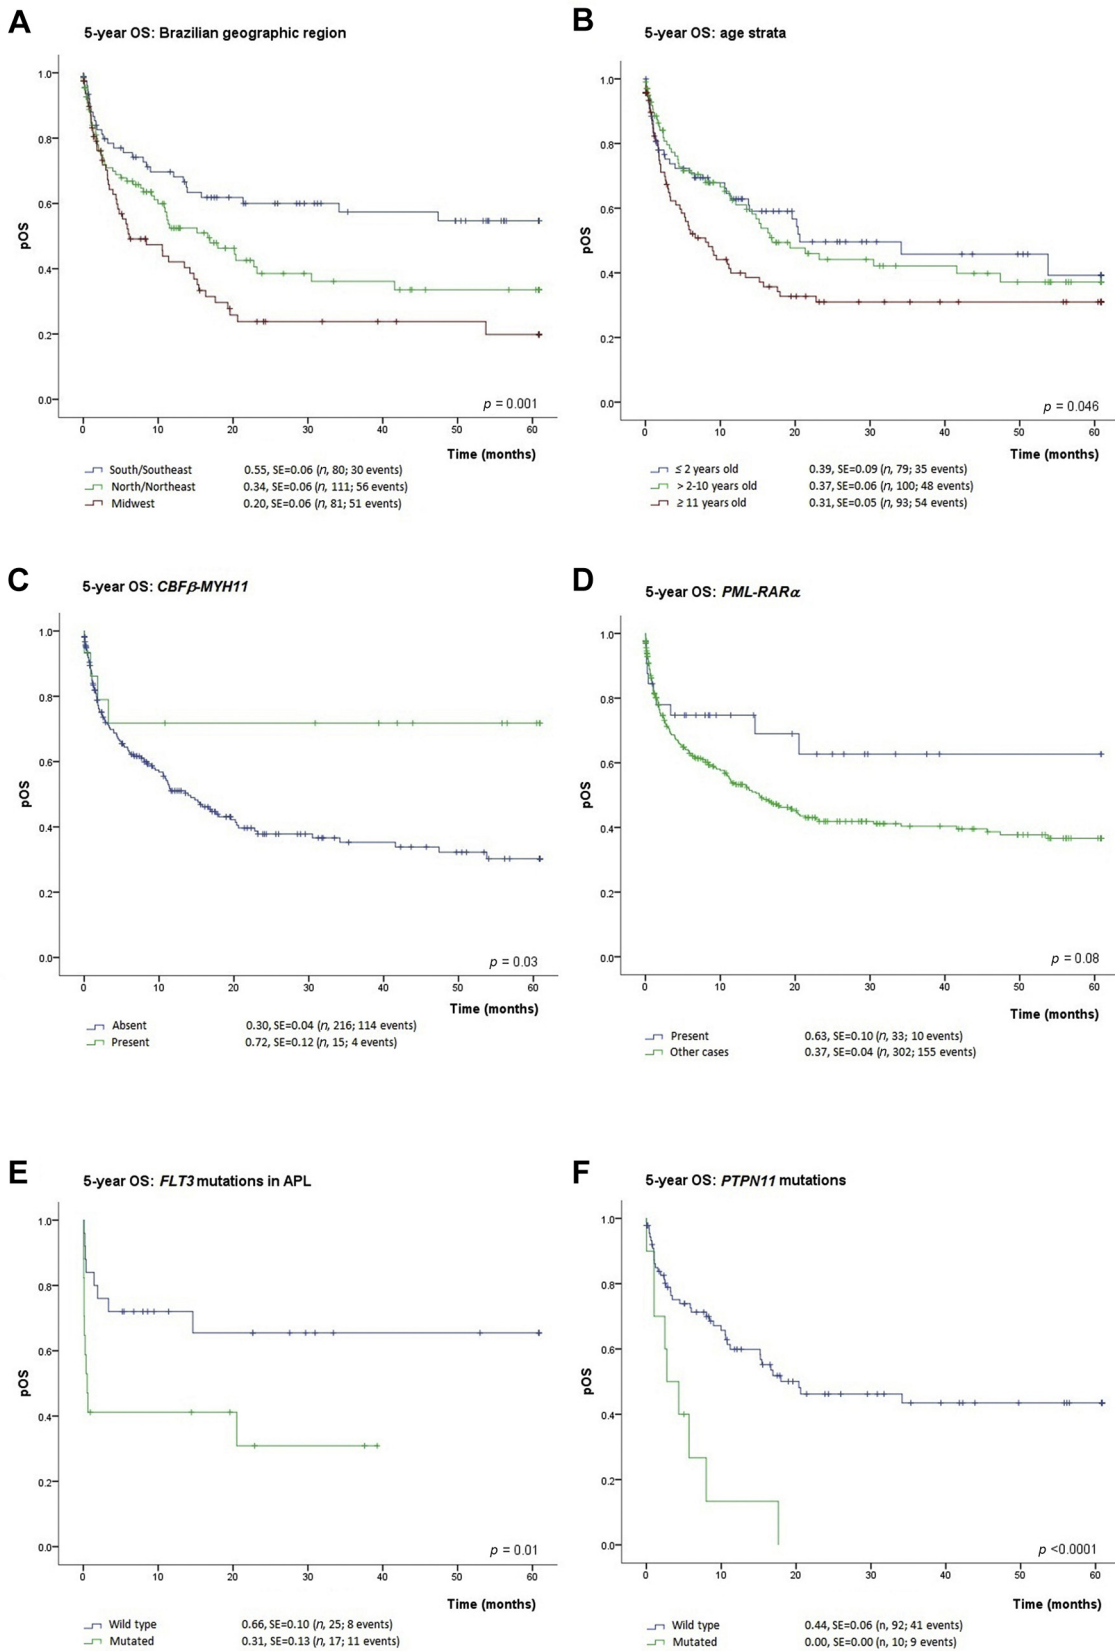 A
5-year OS: Brazilian geographic region
1.0
0.8
0.6
0.4
0.2
0.0
pOS
p = 0.001
0 10 20 30 40 50 60
Time (months)
South/Southeast 0.55, SE=0.06 (n, 80; 30 events)
North/Northeast 0.34, SE=0.06 (n, 111; 56 events)
Midwest 0.20, SE=0.06 (n, 81; 51 events)
B
5-year OS: age strata
1.0
0.8
0.6
0.4
0.2
0.0
pOS
p = 0.046
0 10 20 30 40 50 60
Time (months)
≤ 2 years old 0.39, SE=0.09 (n, 79; 35 events)
> 2-10 years old 0.37, SE=0.06 (n, 100; 48 events)
≥ 11 years old 0.31, SE=0.05 (n, 93; 54 events)
C
5-year OS: CBFβ-MYH11
1.0
0.8
0.6
0.4
0.2
0.0
pOS
p = 0.03
0 10 20 30 40 50 60
Time (months)
Absent 0.30, SE=0.04 (n, 216; 114 events)
Present 0.72, SE=0.12 (n, 15; 4 events)
D
5-year OS: PML-RARα
1.0
0.8
0.6
0.4
0.2
0.0
pOS
p = 0.08
0 10 20 30 40 50 60
Time (months)
Present 0.63, SE=0.10 (n, 33; 10 events)
Other cases 0.37, SE=0.04 (n, 302; 155 events)
E
5-year OS: FLT3 mutations in APL
1.0
0.8
0.6
0.4
0.2
0.0
pOS
p = 0.01
0 10 20 30 40 50 60
Time (months)
Wild type 0.66, SE=0.10 (n, 25; 8 events)
Mutated 0.31, SE=0.13 (n, 17; 11 events)
F
5-year OS: PTPN11 mutations
1.0
0.8
0.6
0.4
0.2
0.0
pOS
p <0.0001
0 10 20 30 40 50 60
Time (months)
Wild type 0.44, SE=0.06 (n, 92; 41 events)
Mutated 0.00, SE=0.00 (n, 10; 9 events)